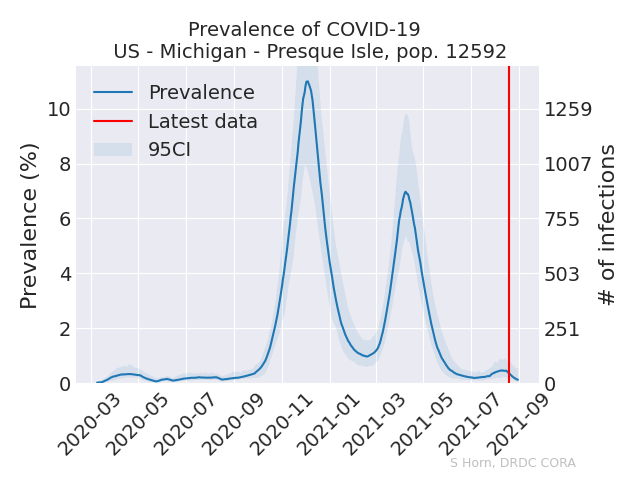 Prevalence of COVID-19
US - Michigan - Presque Isle, pop. 12592
Prevalence
Latest data
95CI
Prevalence (%)
10
8
6
4
2
0
1259
1007
755
503
251
0
# of infections
2020-03
2020-05
2020-07
2020-09
2020-11
2021-01
2021-03
2021-05
2021-07
2021-09
S Horn, DRDC CORA